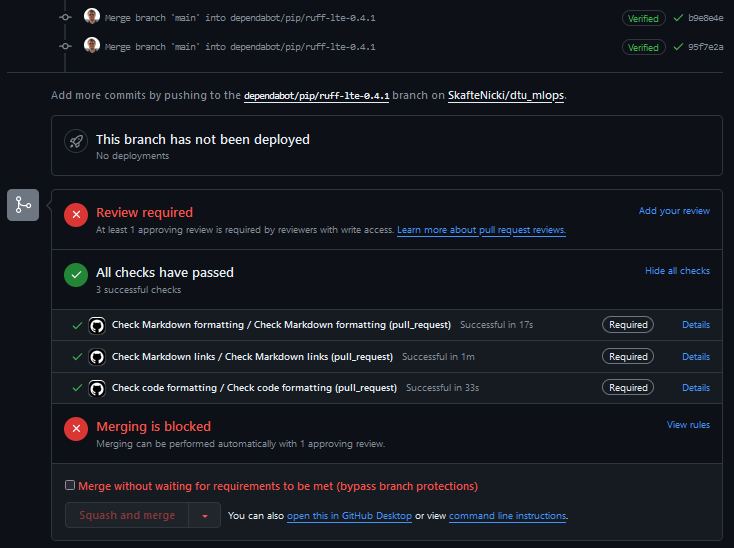 Merge branch 'main' into dependabot/pip/ruff-lte-0.4.1 Verified b9e8e4e
Merge branch 'main' into dependabot/pip/ruff-lte-0.4.1 Verified 95f7e2a
Add more commits by pushing to the dependabot/pip/ruff-lte-0.4.1 branch on SkafteNicki/dtu_mlops.
This branch has not been deployed
No deployments
Review required Add your review
At least 1 approving review is required by reviewers with write access. Learn more about pull request reviews.
All checks have passed Hide all checks
3 successful checks
Check Markdown formatting / Check Markdown formatting (pull_request) Successful in 17s Required Details
Check Markdown links / Check Markdown links (pull_request) Successful in 1m Required Details
Check code formatting / Check code formatting (pull_request) Successful in 33s Required Details
Merging is blocked View rules
Merging can be performed automatically with 1 approving review.
Merge without waiting for requirements to be met (bypass branch protections)
Squash and merge You can also open this in GitHub Desktop or view command line instructions.